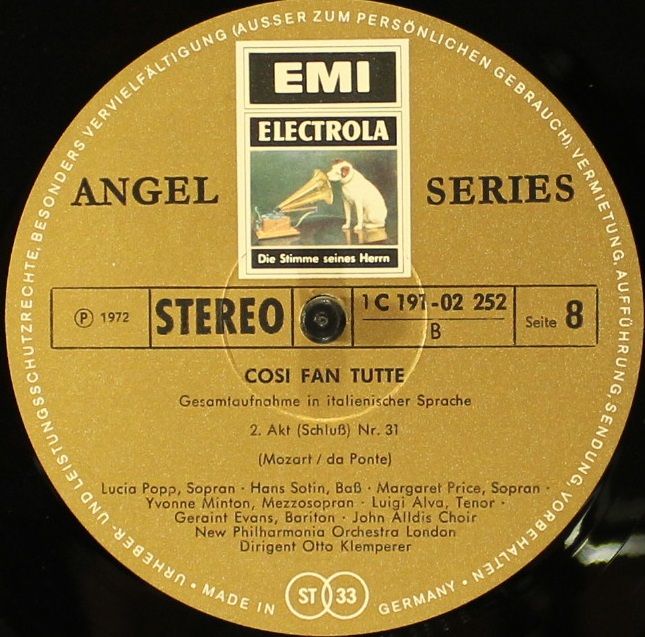 URHEBER- UND LEISTUNGSSCHUTZRECHTE, BESONDERS VERVIELFÄLTIGUNG (AUSSER ZUM PERSÖNLICHEN GEBRAUCH), VERMIETUNG, AUFFÜHRUNG, SENDUNG, VORBEHALTEN •
EMI
ELECTROLA
Die Stimme seines Herrn
ANGEL SERIES
℗ 1972 STEREO 1 C 191-02 252 Seite 8
B
COSI FAN TUTTE
Gesamtaufnahme in italienischer Sprache
2. Akt (Schluß) Nr. 31
(Mozart / da Ponte)
Lucia Popp, Sopran · Hans Sotin, Baß · Margaret Price, Sopran ·
Yvonne Minton, Mezzosopran · Luigi Alva, Tenor ·
Geraint Evans, Bariton · John Alldis Choir
New Philharmonia Orchestra London
Dirigent Otto Klemperer
• MADE IN GERMANY •
ST 33